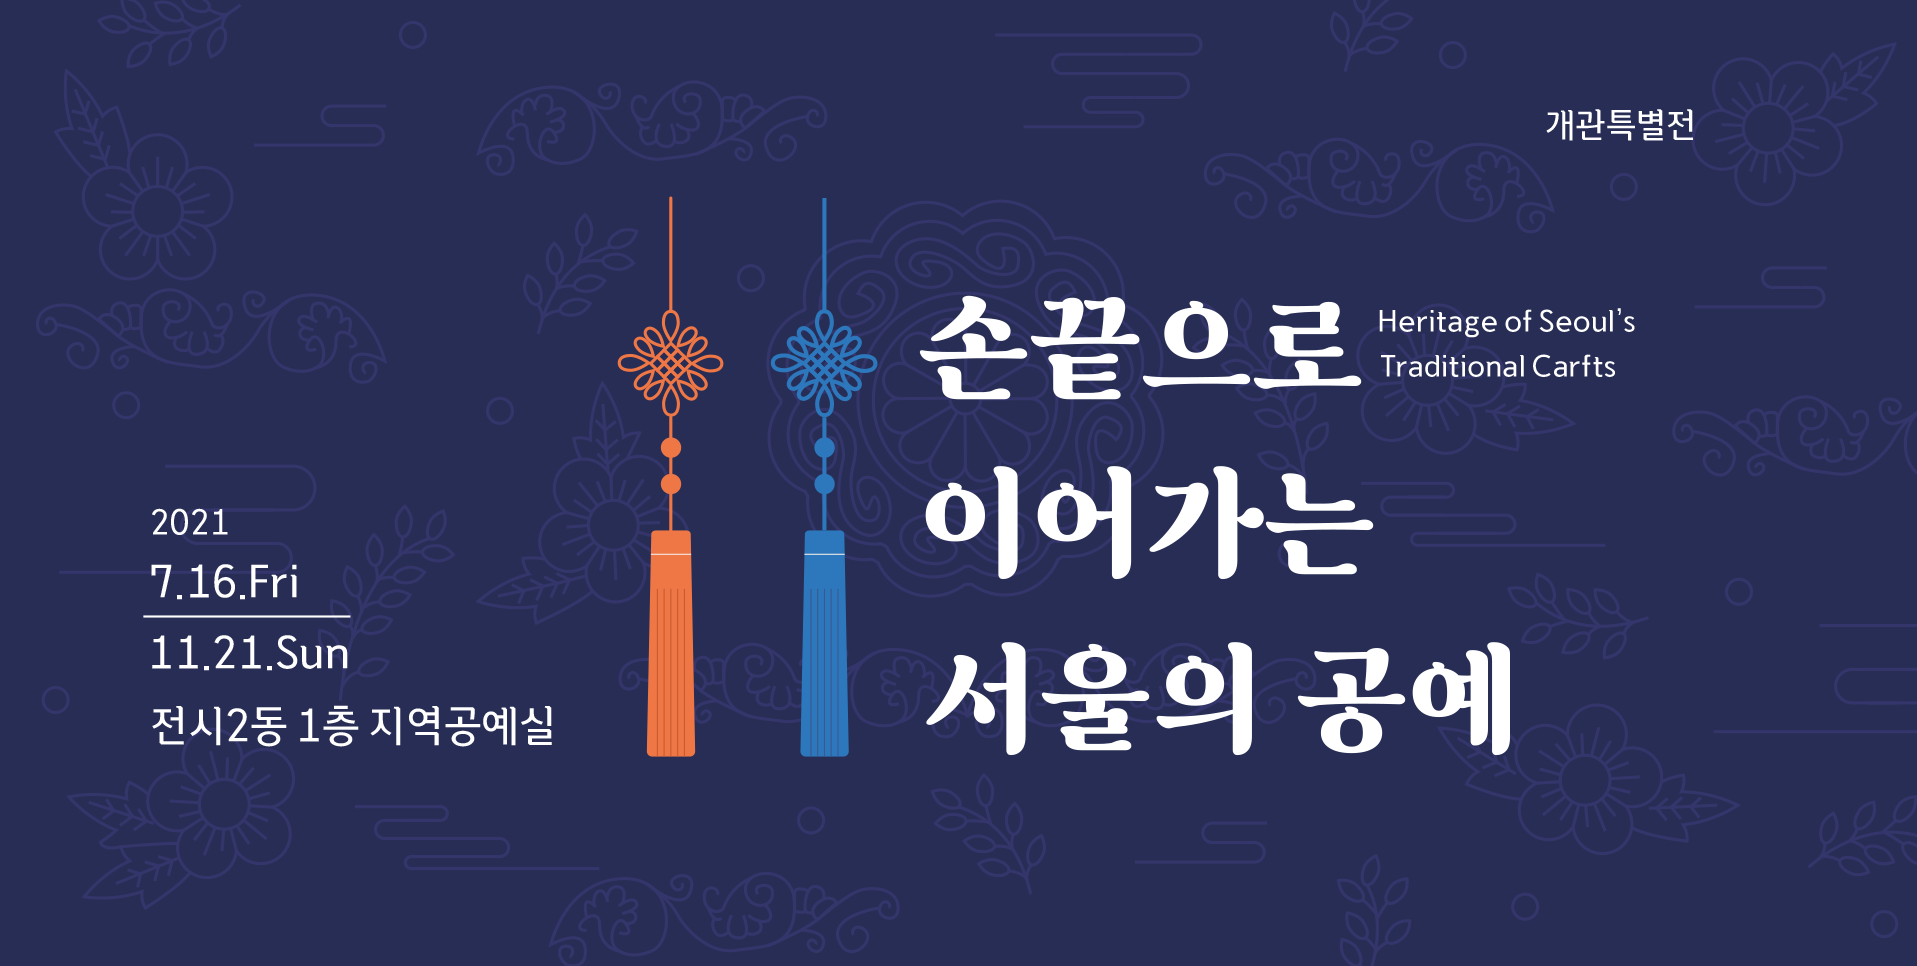 개관특별전
손끝으로
Heritage of Seoul's
Traditional Carfts
이어가는
서울의 공예
2021
7.16.Fri
11.21.Sun
전시2동 1층 지역공예실